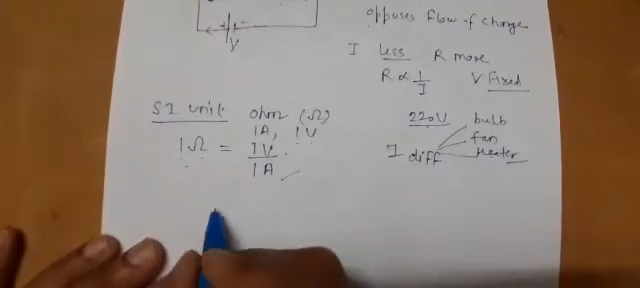 opposes flow of charge
V
I less R more
R ∝ 1/I V Fixed
SI unit ohm (Ω)
1A, 1V
1Ω = 1V/1A ✓
220V bulb
fan
I diff Heater